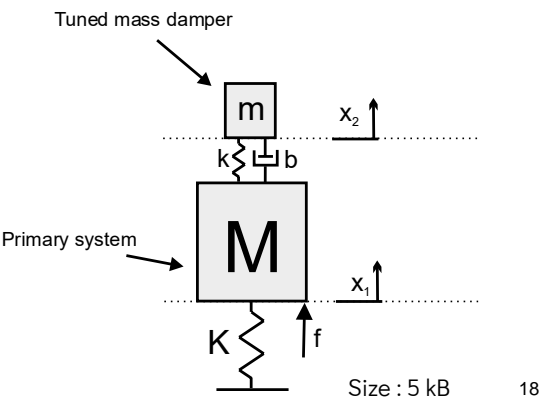 Tuned mass damper
m
x2
k
b
Primary system
M
x1
K
f
Size : 5 kB
18